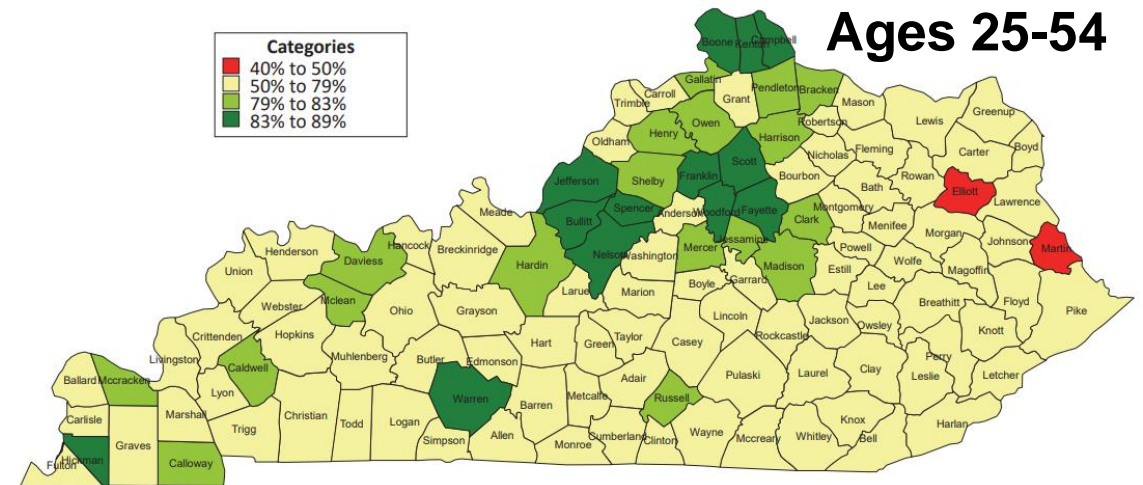 Ages 25-54
Categories
40% to 50%
50% to 79%
79% to 83%
83% to 89%
Boone
Kenton
Campbell
Gallatin
Carroll
Trimble
Grant
Pendleton
Bracken
Mason
Robertson
Lewis
Greenup
Owen
Henry
Harrison
Oldham
Nicholas
Fleming
Carter
Boyd
Scott
Franklin
Shelby
Jefferson
Bourbon
Rowan
Bath
Elliott
Lawrence
Spencer
Anderson
Woodford
Fayette
Montgomery
Clark
Menifee
Morgan
Meade
Bullitt
Hancock
Breckinridge
Nelson
Washington
Mercer
Jessamine
Powell
Johnson
Martin
Henderson
Daviess
Hardin
Madison
Estill
Wolfe
Magoffin
Union
Boyle
Garrard
Lee
Larue
Marion
Webster
Mclean
Ohio
Grayson
Lincoln
Jackson
Owsley
Breathitt
Floyd
Pike
Rockcastle
Knott
Crittenden
Hopkins
Hart
Green
Taylor
Casey
Livingston
Muhlenberg
Butler
Edmonson
Perry
Caldwell
Adair
Pulaski
Laurel
Clay
Leslie
Letcher
Ballard
Mccracken
Lyon
Warren
Barren
Metcalfe
Russell
Carlisle
Marshall
Christian
Todd
Logan
Knox
Harlan
Graves
Trigg
Simpson
Allen
Monroe
Cumberland
Clinton
Wayne
Mccreary
Whitley
Bell
Hickman
Fulton
Calloway